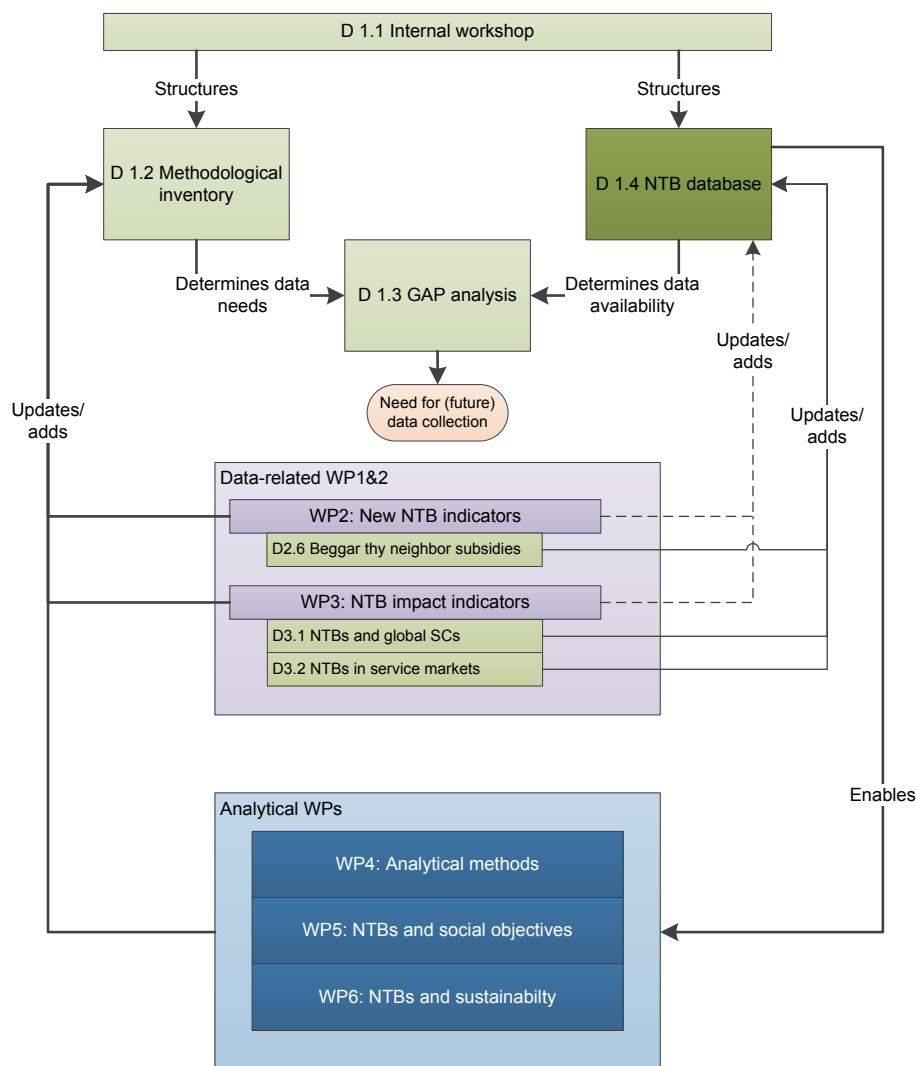 D 1.1 Internal workshop
Structures
Structures
D 1.2 Methodological
inventory
D 1.4 NTB database
Determines data
needs
D 1.3 GAP analysis
Determines data
availability
Updates/
adds
Need for (future)
data collection
Updates/
adds
Updates/
adds
Data-related WP1&2
WP2: New NTB indicators
D2.6 Beggar thy neighbor subsidies
WP3: NTB impact indicators
D3.1 NTBs and global SCs
D3.2 NTBs in service markets
Enables
Analytical WPs
WP4: Analytical methods
WP5: NTBs and social objectives
WP6: NTBs and sustainabilty